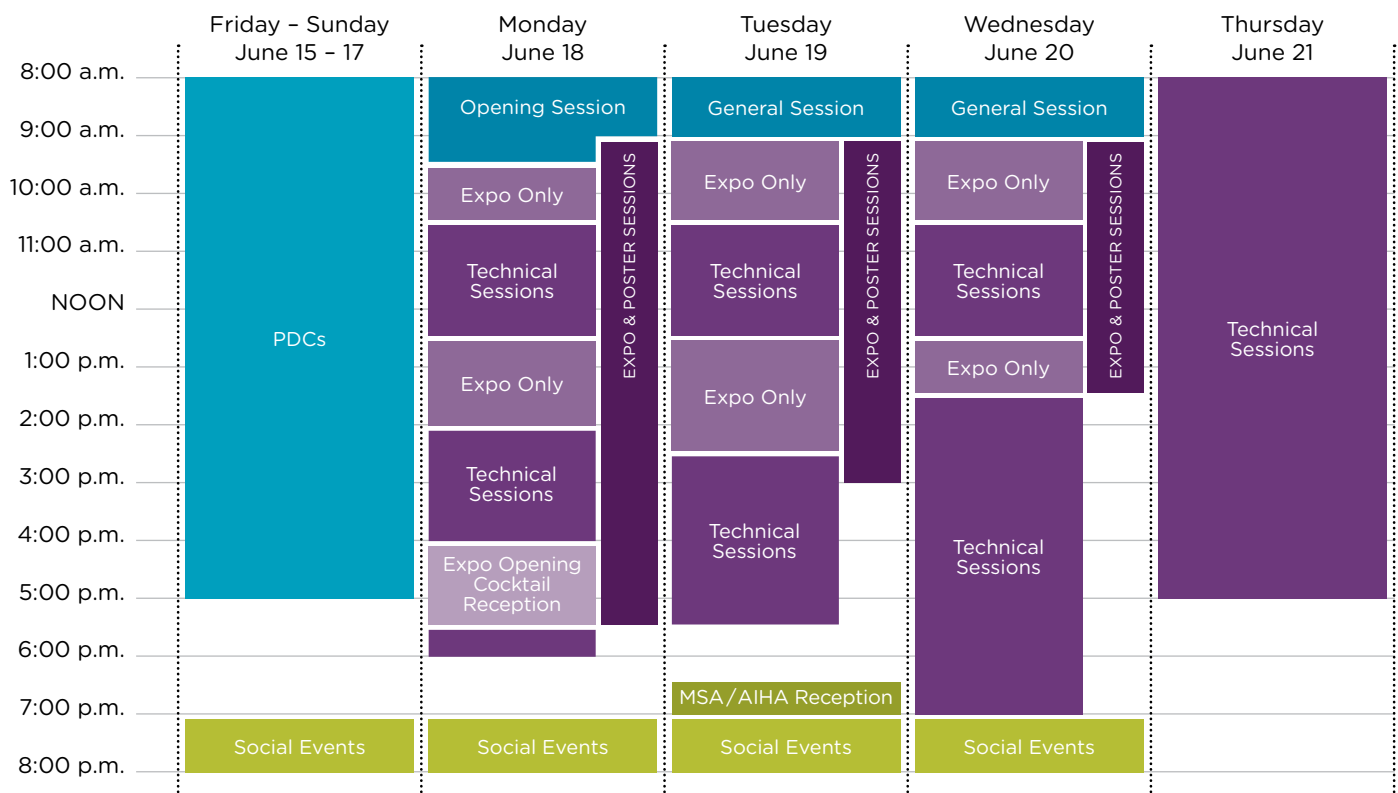 Friday – Sunday
June 15 – 17
Monday
June 18
Tuesday
June 19
Wednesday
June 20
Thursday
June 21
8:00 a.m.
9:00 a.m.
10:00 a.m.
11:00 a.m.
NOON
1:00 p.m.
2:00 p.m.
3:00 p.m.
4:00 p.m.
5:00 p.m.
6:00 p.m.
7:00 p.m.
8:00 p.m.
PDCs
Social Events
Opening Session
Expo Only
Technical
Sessions
Expo Only
Technical
Sessions
Expo Opening
Cocktail
Reception
EXPO & POSTER SESSIONS
Social Events
General Session
Expo Only
Technical
Sessions
Expo Only
Technical
Sessions
EXPO & POSTER SESSIONS
MSA/AIHA Reception
Social Events
General Session
Expo Only
Technical
Sessions
Expo Only
Technical
Sessions
EXPO & POSTER SESSIONS
Social Events
Technical
Sessions